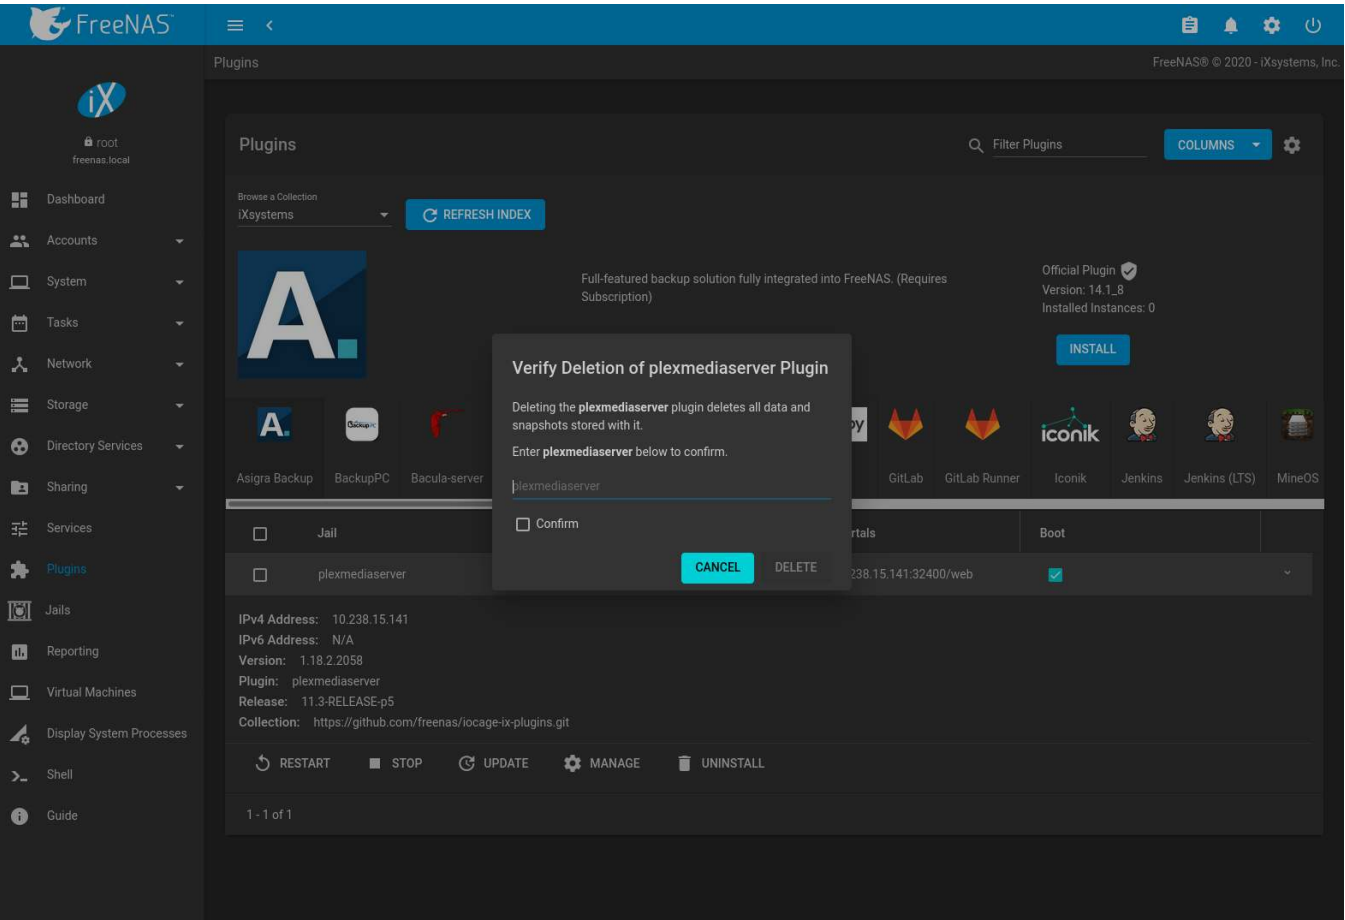 FreeNAS
Plugins
FreeNAS® © 2020 - iXsystems, Inc.
iX
root
freenas.local
Dashboard
Accounts
System
Tasks
Network
Storage
Directory Services
Sharing
Services
Plugins
Jails
Reporting
Virtual Machines
Display System Processes
Shell
Guide
Plugins
Filter Plugins
COLUMNS
Browse a Collection
iXsystems
REFRESH INDEX
A.
Full-featured backup solution fully integrated into FreeNAS. (Requires
Subscription)
Official Plugin
Version: 14.1_8
Installed Instances: 0
INSTALL
Verify Deletion of plexmediaserver Plugin
Deleting the plexmediaserver plugin deletes all data and
snapshots stored with it.
Enter plexmediaserver below to confirm.
plexmediaserver
Confirm
CANCEL
DELETE
A.
iconik
Asigra Backup
BackupPC
Bacula-server
GitLab
GitLab Runner
Iconik
Jenkins
Jenkins (LTS)
MineOS
Jail
rtals
Boot
plexmediaserver
238.15.141:32400/web
IPv4 Address: 10.238.15.141
IPv6 Address: N/A
Version: 1.18.2.2058
Plugin: plexmediaserver
Release: 11.3-RELEASE-p5
Collection: https://github.com/freenas/iocage-ix-plugins.git
RESTART
STOP
UPDATE
MANAGE
UNINSTALL
1 - 1 of 1